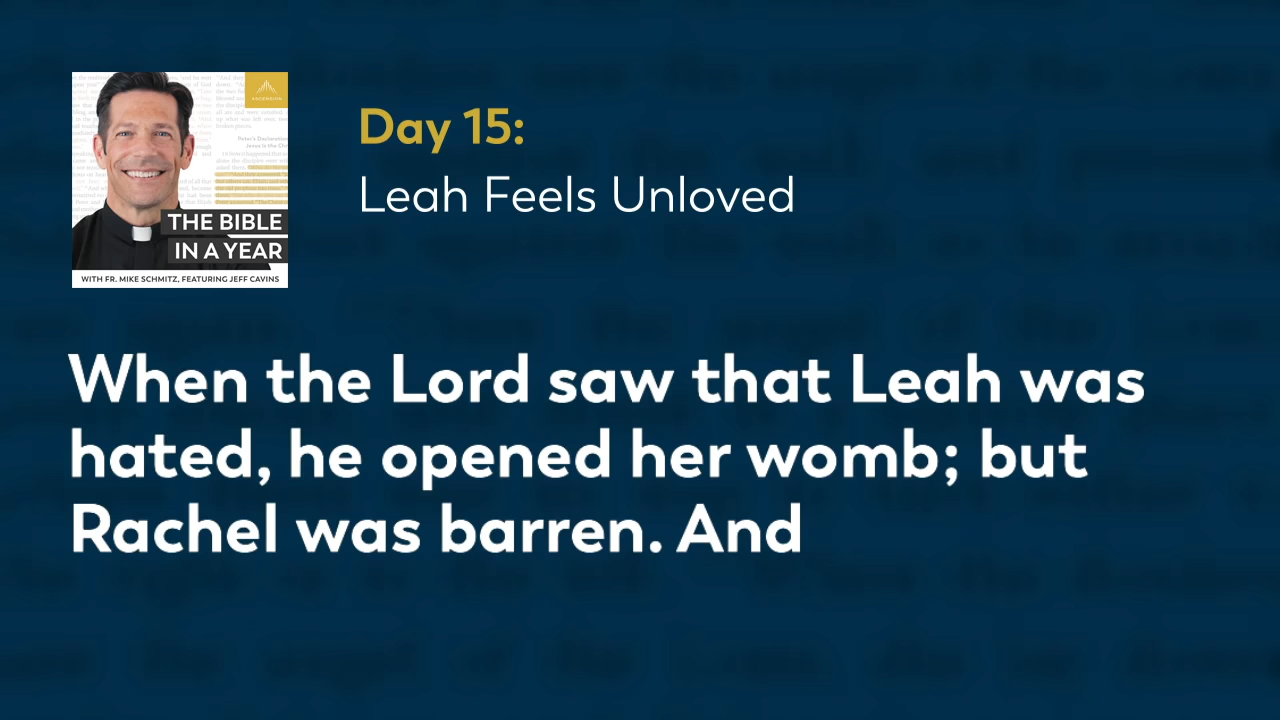 ASCENSION
THE BIBLE
IN A YEAR
WITH FR. MIKE SCHMITZ, FEATURING JEFF CAVINS
Day 15:
Leah Feels Unloved
When the Lord saw that Leah was
hated, he opened her womb; but
Rachel was barren. And